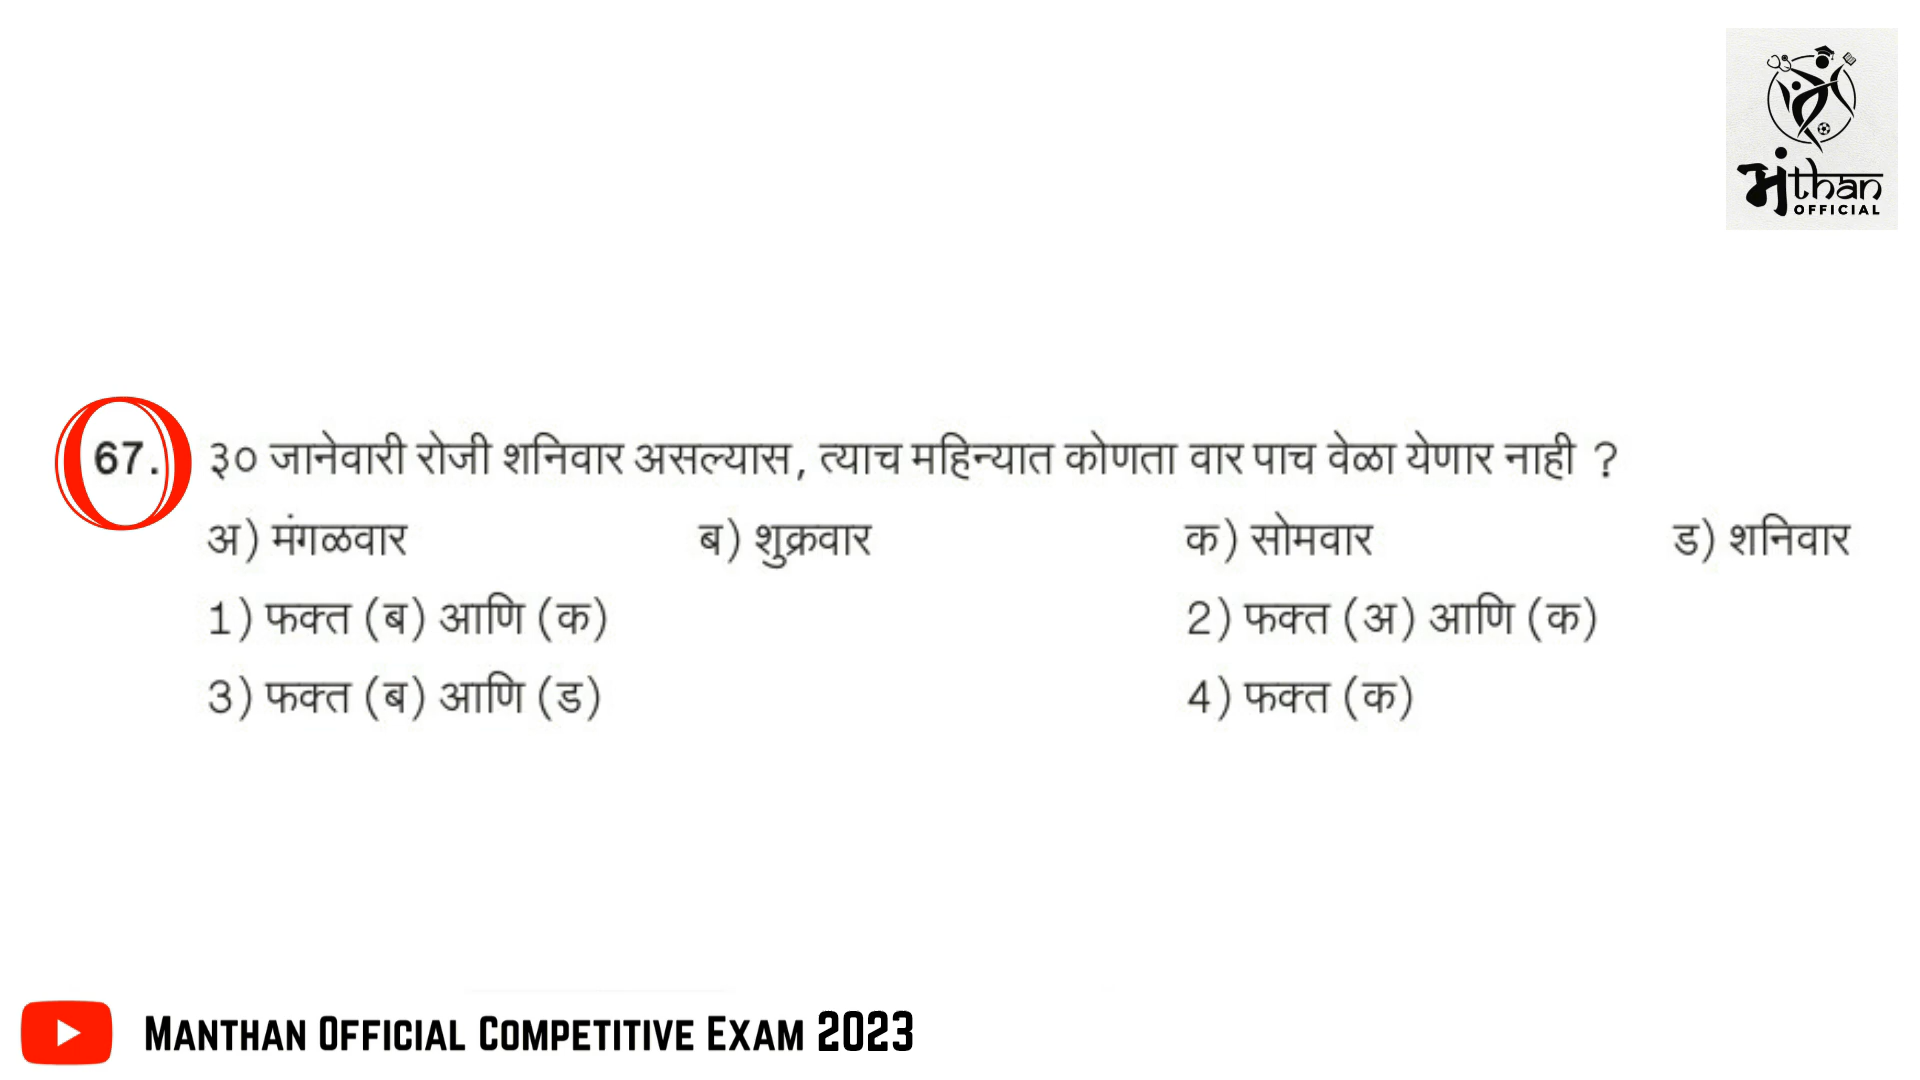 मंthan
OFFICIAL
67. ३० जानेवारी रोजी शनिवार असल्यास, त्याच महिन्यात कोणता वार पाच वेळा येणार नाही ?
अ) मंगळवार ब) शुक्रवार क) सोमवार ड) शनिवार
1) फक्त (ब) आणि (क) 2) फक्त (अ) आणि (क)
3) फक्त (ब) आणि (ड) 4) फक्त (क)
MANTHAN OFFICIAL COMPETITIVE EXAM 2023